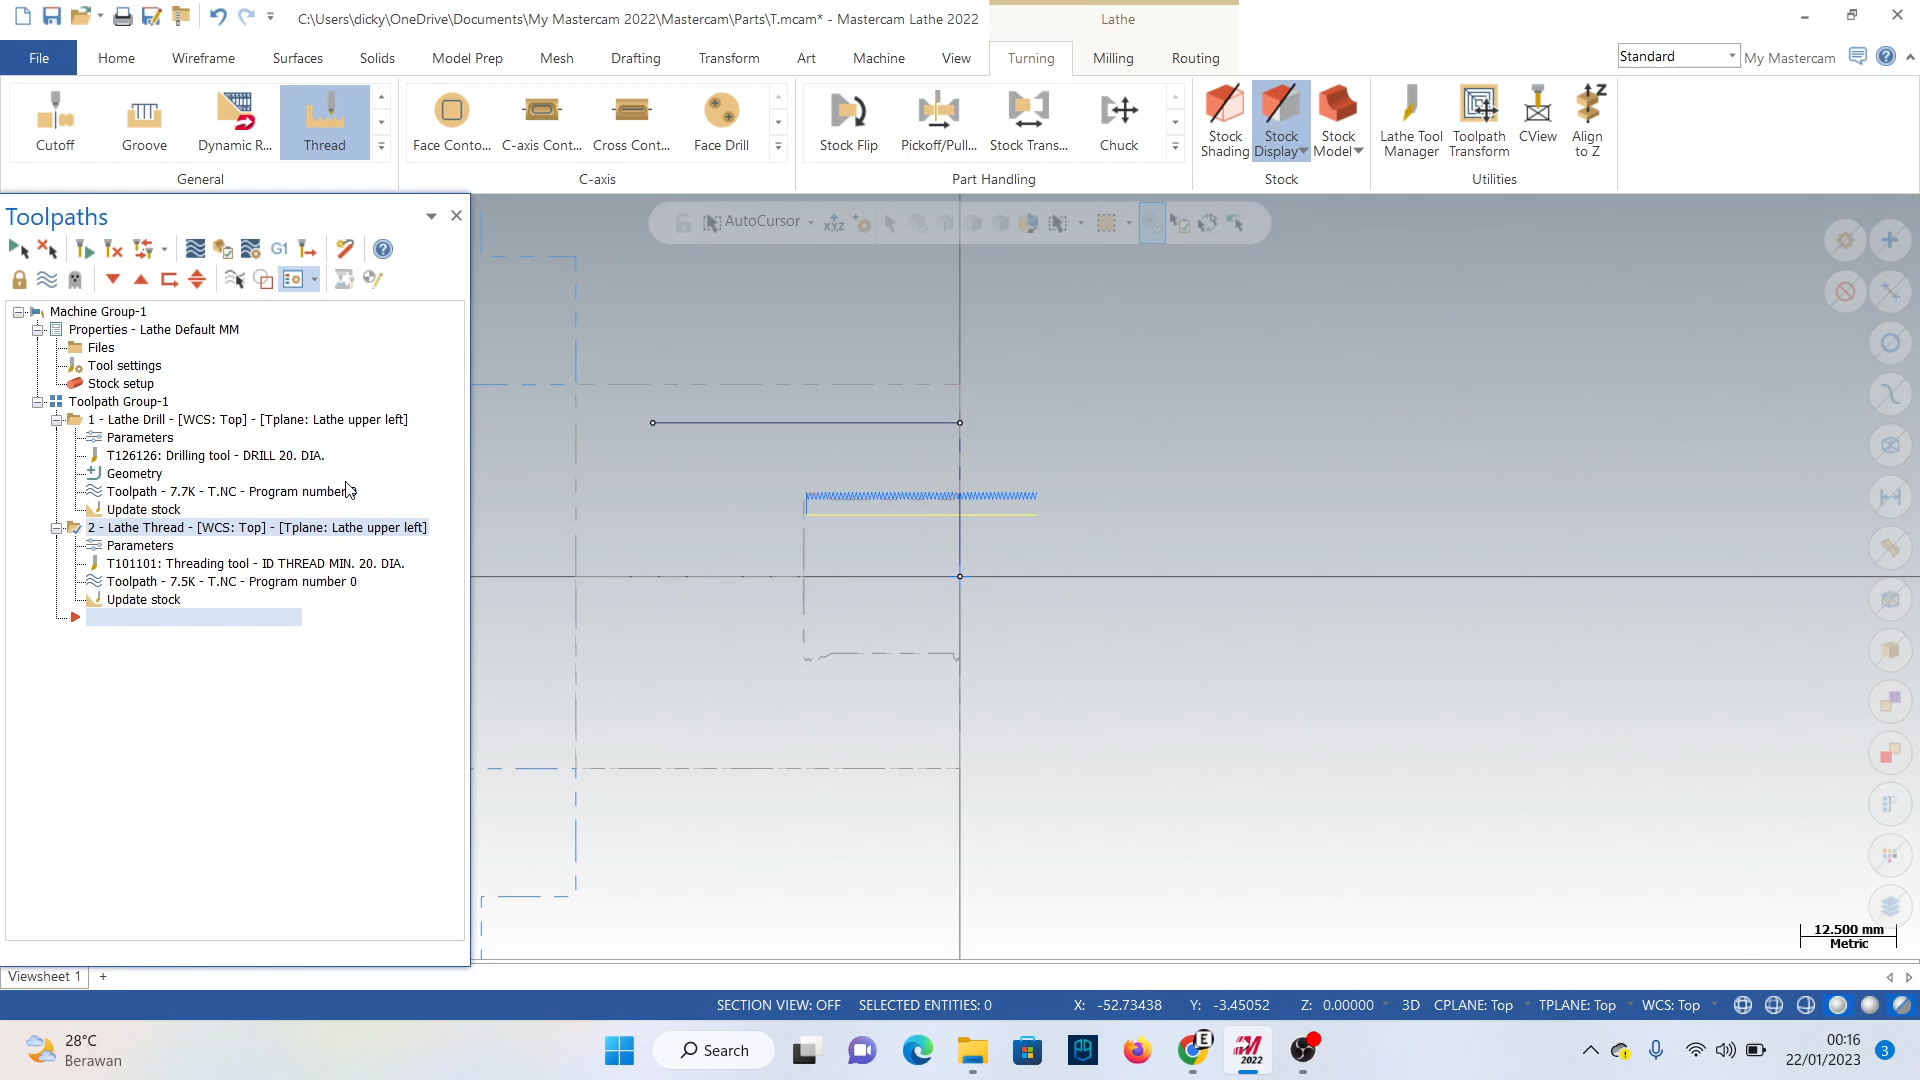 C:\Users\dicky\OneDrive\Documents\My Mastercam 2022\Mastercam\Parts\T.mcam* - Mastercam Lathe 2022
Lathe
File
Home
Wireframe
Surfaces
Solids
Model Prep
Mesh
Drafting
Transform
Art
Machine
View
Turning
Milling
Routing
Standard
My Mastercam
Cutoff
Groove
Dynamic R...
Thread
General
Face Conto...
C-axis Cont...
Cross Cont...
Face Drill
C-axis
Stock Flip
Pickoff/Pull...
Stock Trans...
Chuck
Part Handling
Stock Shading
Stock Display
Stock Model
Stock
Lathe Tool Manager
Toolpath Transform
CView
Align to Z
Utilities
Toolpaths
G1
AutoCursor
XYZ
Machine Group-1
Properties - Lathe Default MM
Files
Tool settings
Stock setup
Toolpath Group-1
1 - Lathe Drill - [WCS: Top] - [Tplane: Lathe upper left]
Parameters
T126126: Drilling tool - DRILL 20. DIA.
Geometry
Toolpath - 7.7K - T.NC - Program number
Update stock
2 - Lathe Thread - [WCS: Top] - [Tplane: Lathe upper left]
Parameters
T101101: Threading tool - ID THREAD MIN. 20. DIA.
Toolpath - 7.5K - T.NC - Program number 0
Update stock
12.500 mm
Metric
Viewsheet 1
+
SECTION VIEW: OFF
SELECTED ENTITIES: 0
X: -52.73438
Y: -3.45052
Z: 0.00000
3D
CPLANE: Top
TPLANE: Top
WCS: Top
28°C
Berawan
Search
E
2022
00:16
22/01/2023
3